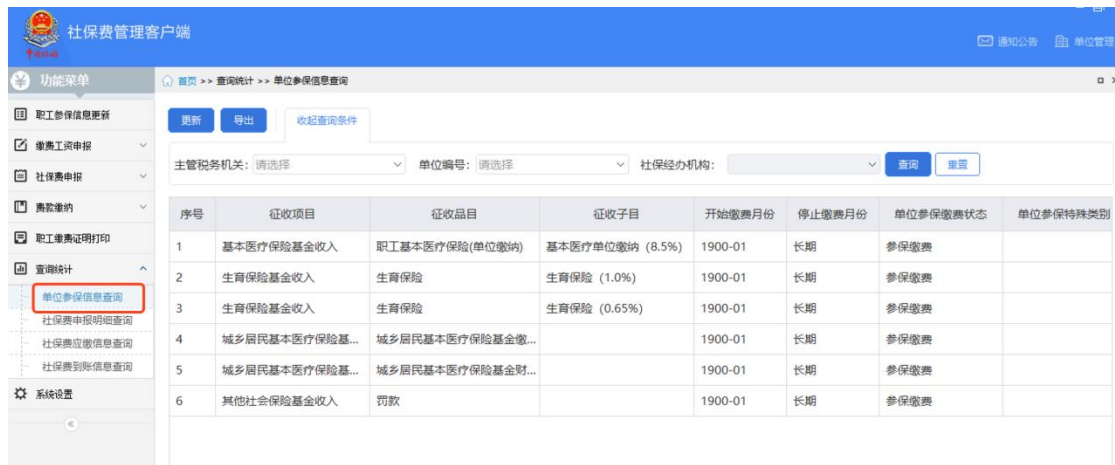 社保费管理客户端
通知公告 单位管理
功能菜单
首页 >> 查询统计 >> 单位参保信息查询
职工参保信息更新
缴费工资申报
社保费申报
费款缴纳
职工缴费证明打印
查询统计
单位参保信息查询
社保费申报明细查询
社保费应缴信息查询
社保费到账信息查询
系统设置
更新 导出 收起查询条件
主管税务机关: 请选择 单位编号: 请选择 社保经办机构: 查询 重置
序号 征收项目 征收品目 征收子目 开始缴费月份 停止缴费月份 单位参保缴费状态 单位参保特殊类别
1 基本医疗保险基金收入 职工基本医疗保险(单位缴纳) 基本医疗单位缴纳 (8.5%) 1900-01 长期 参保缴费
2 生育保险基金收入 生育保险 生育保险 (1.0%) 1900-01 长期 参保缴费
3 生育保险基金收入 生育保险 生育保险 (0.65%) 1900-01 长期 参保缴费
4 城乡居民基本医疗保险基... 城乡居民基本医疗保险基金缴... 1900-01 长期 参保缴费
5 城乡居民基本医疗保险基... 城乡居民基本医疗保险基金财... 1900-01 长期 参保缴费
6 其他社会保险基金收入 罚款 1900-01 长期 参保缴费